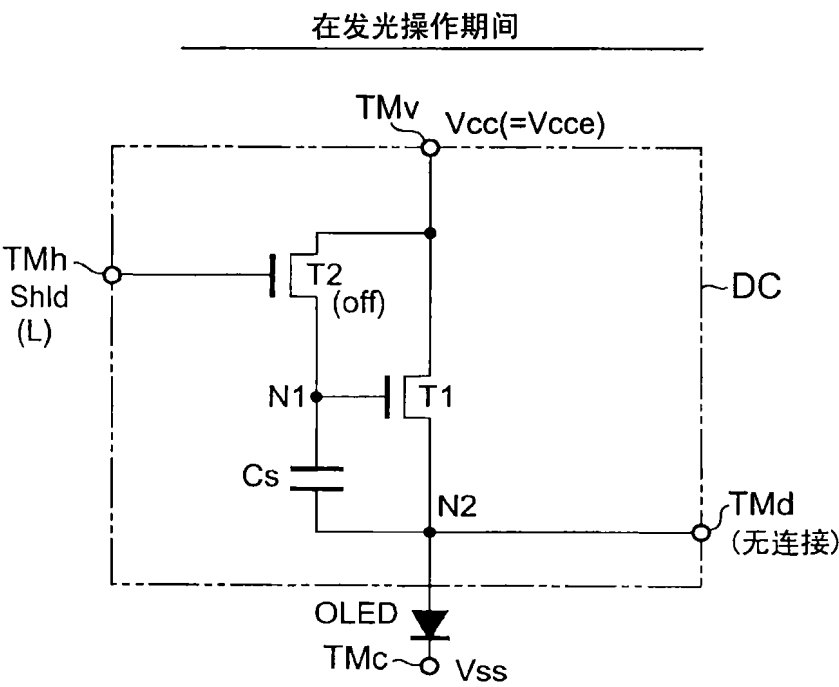 在发光操作期间
TMv
Vcc(=Vcce)
TMh
Shld
(L)
T2
(off)
DC
N1
T1
Cs
N2
TMd
(无连接)
OLED
TMc
Vss